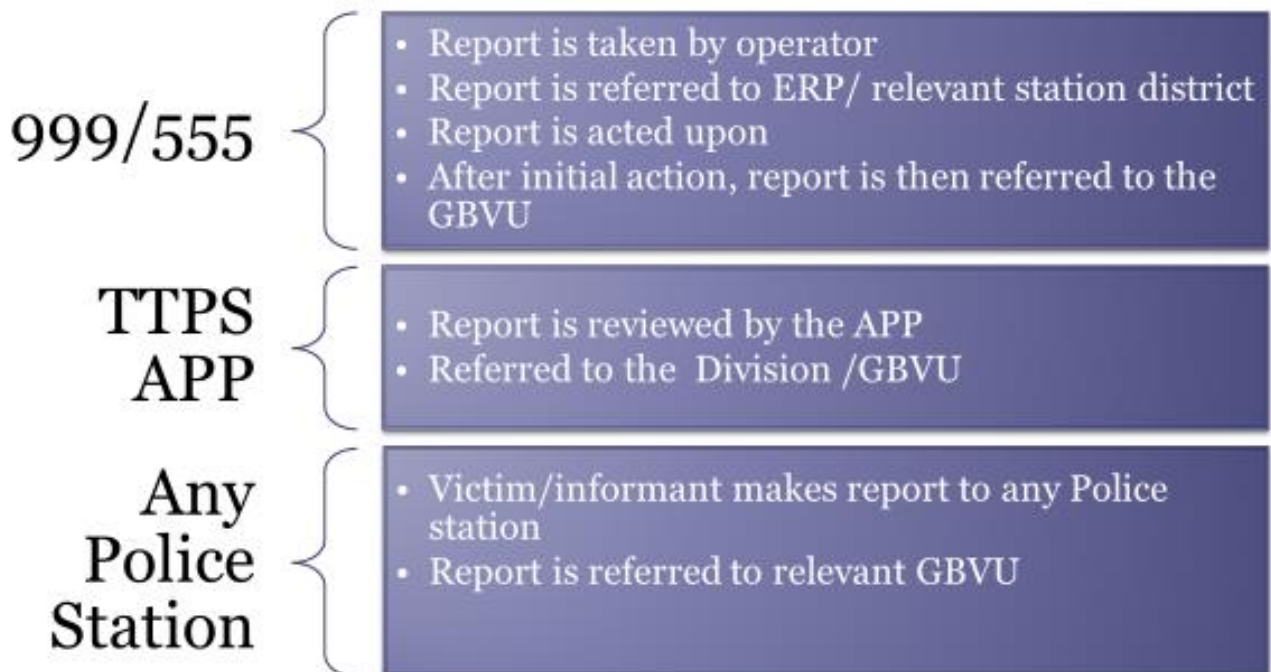 999/555
• Report is taken by operator
• Report is referred to ERP/ relevant station district
• Report is acted upon
• After initial action, report is then referred to the
GBVU
TTPS
APP
• Report is reviewed by the APP
• Referred to the Division /GBVU
Any
Police
Station
• Victim/informant makes report to any Police
station
• Report is referred to relevant GBVU